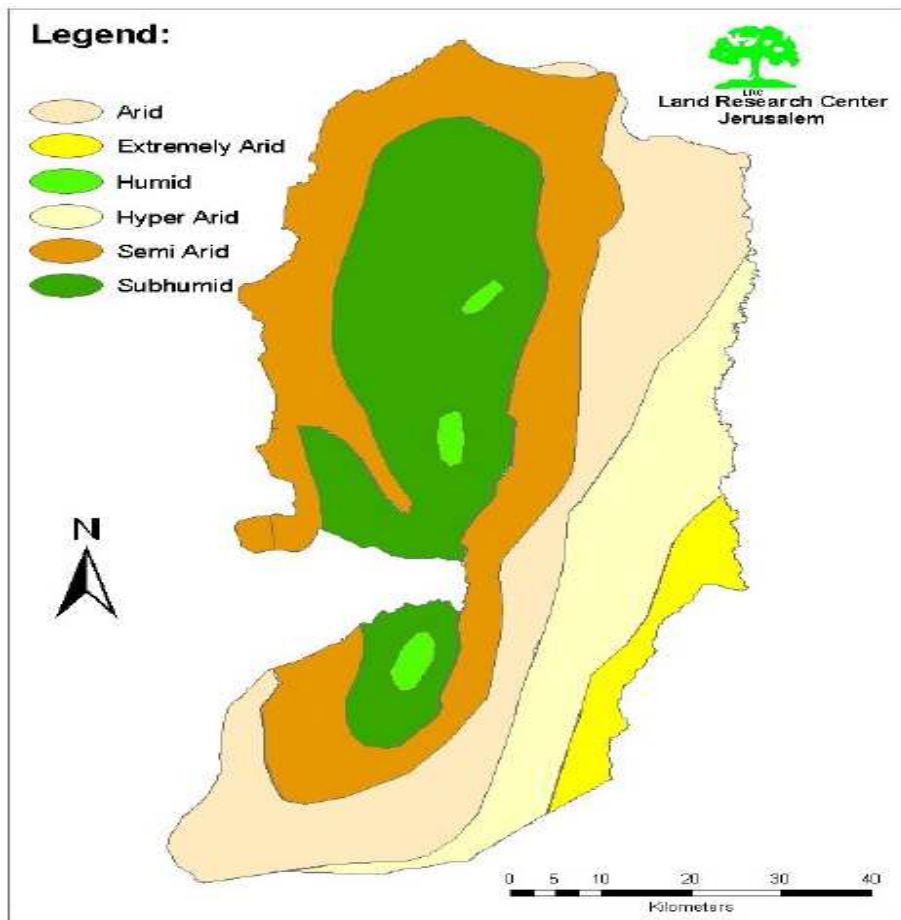 Legend:
Arid
Extremely Arid
Humid
Hyper Arid
Semi Arid
Subhumid
LRC
Land Research Center
Jerusalem
N
0 5 10 20 30 40
Kilometers